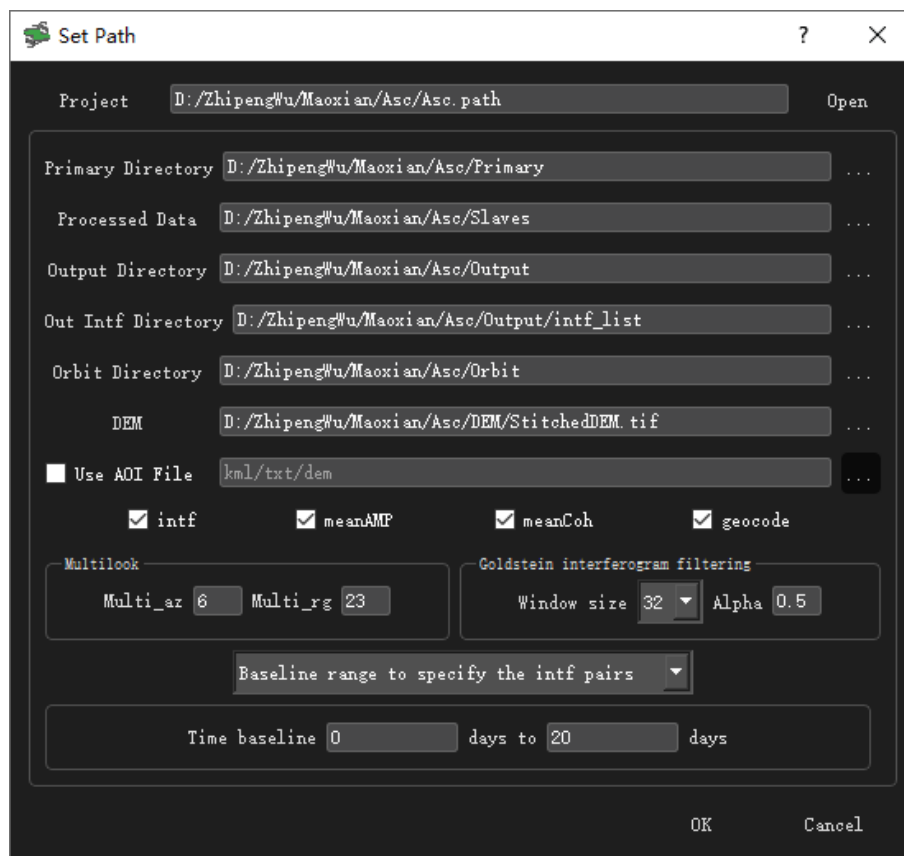 Set Path ? ×
Project D:/ZhipengWu/Maoxian/Asc/Asc.path Open
Primary Directory D:/ZhipengWu/Maoxian/Asc/Primary ...
Processed Data D:/ZhipengWu/Maoxian/Asc/Slaves ...
Output Directory D:/ZhipengWu/Maoxian/Asc/Output ...
Out Intf Directory D:/ZhipengWu/Maoxian/Asc/Output/intf_list ...
Orbit Directory D:/ZhipengWu/Maoxian/Asc/Orbit ...
DEM D:/ZhipengWu/Maoxian/Asc/DEM/StitchedDEM.tif ...
Use AOI File kml/txt/dem ...
intf meanAMP meanCoh geocode
Multilook Goldstein interferogram filtering
Multi_az 6 Multi_rg 23 Window size 32 Alpha 0.5
Baseline range to specify the intf pairs
Time baseline 0 days to 20 days
OK Cancel